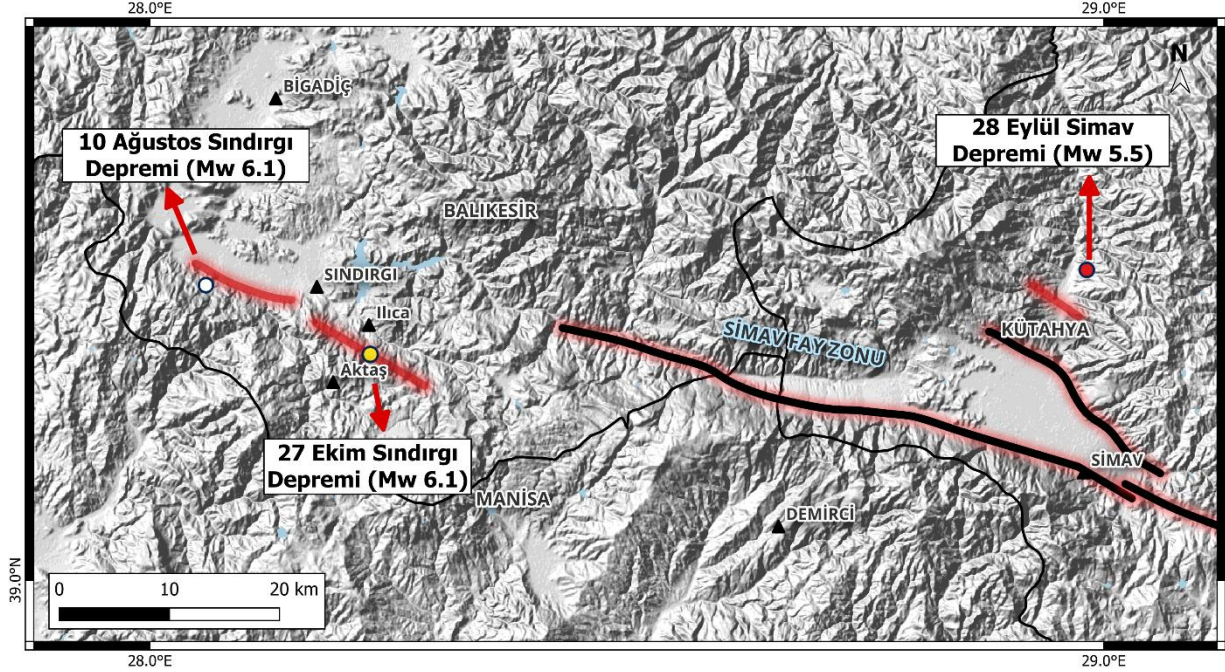 28.0°E
29.0°E
N
BİGADİÇ
10 Ağustos Sındırgı
Depremi (Mw 6.1)
28 Eylül Simav
Depremi (Mw 5.5)
BALIKESİR
SINDIRGI
Ilıca
SİMAV FAY ZONU
KÜTAHYA
Aktaş
27 Ekim Sındırgı
Depremi (Mw 6.1)
SİMAV
MANİSA
DEMİRCİ
39.0°N
0 10 20 km
28.0°E
29.0°E